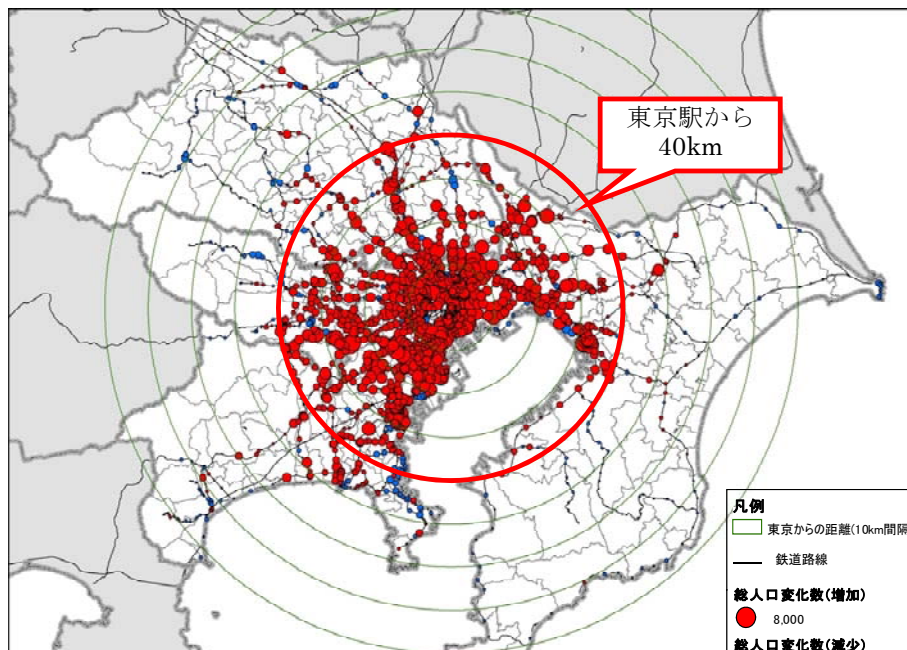 東京駅から
40km
凡例
東京からの距離(10km間隔
鉄道路線
総人口変化数(増加)
8,000
総人口変化数(減少)